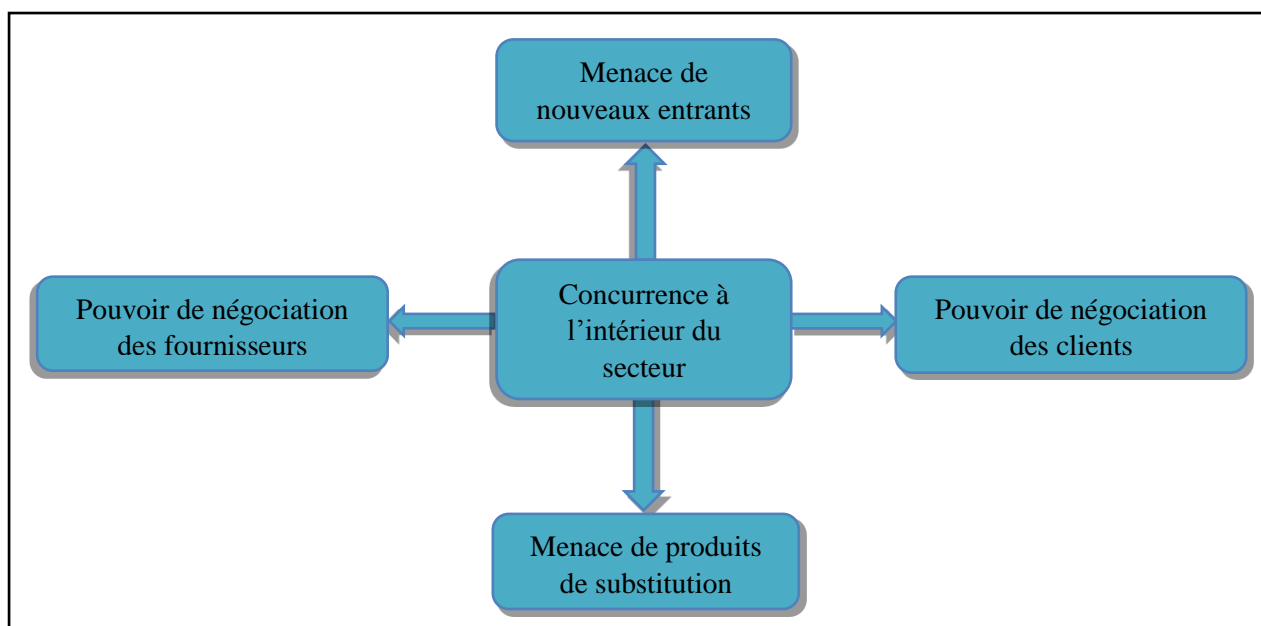 Menace de
nouveaux entrants
Pouvoir de négociation
des fournisseurs
Concurrence à
l’intérieur du
secteur
Pouvoir de négociation
des clients
Menace de produits
de substitution